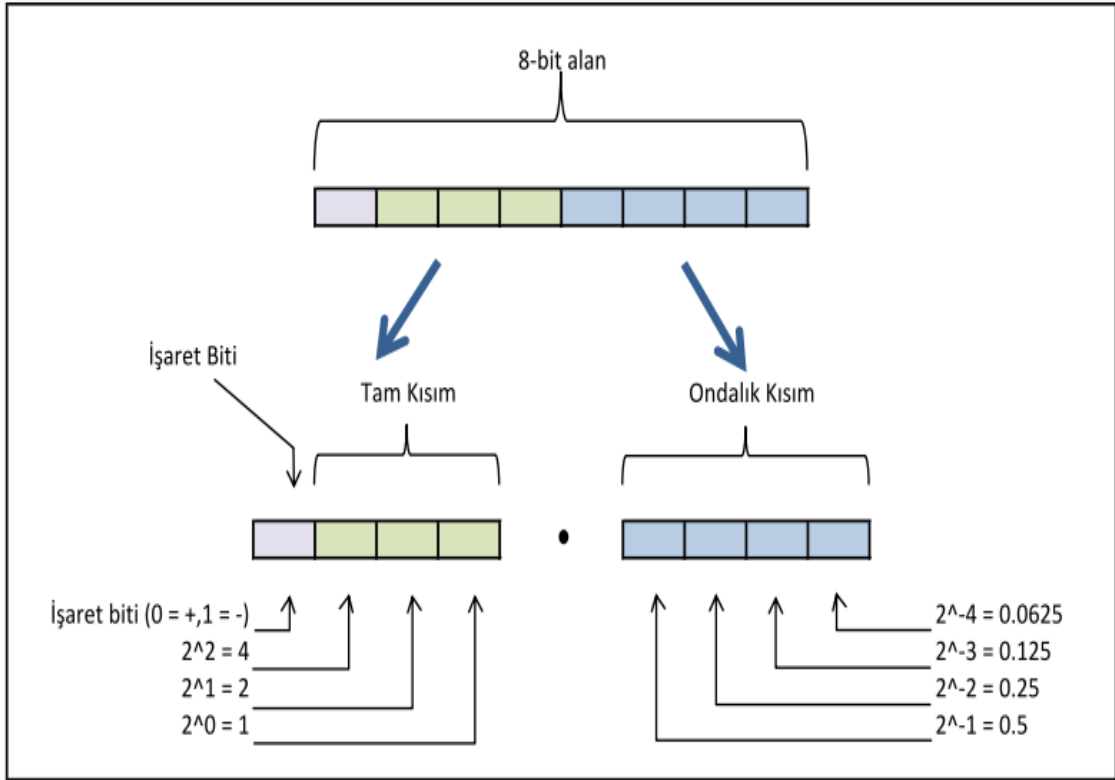 8-bit alan
İşaret Biti
Tam Kısım
Ondalık Kısım
İşaret biti (0 = +,1 = -)
2^2 = 4
2^1 = 2
2^0 = 1
2^-4 = 0.0625
2^-3 = 0.125
2^-2 = 0.25
2^-1 = 0.5